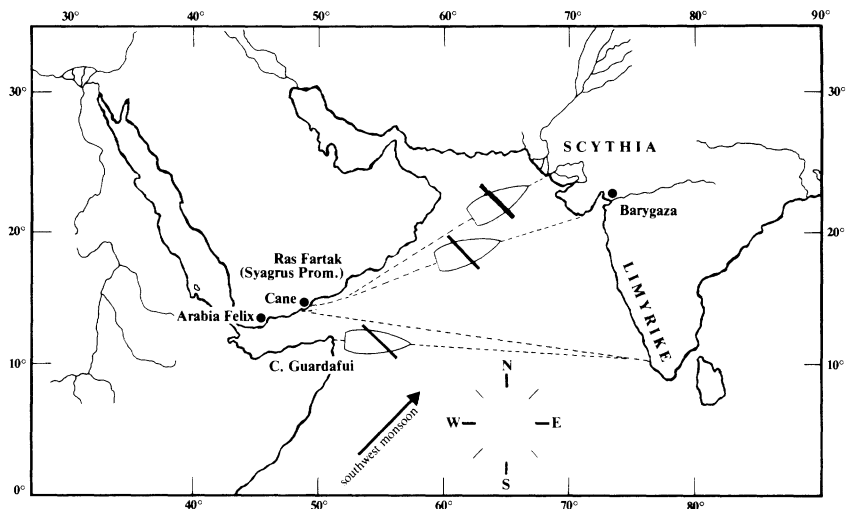 30° 40° 50° 60° 70° 80° 90°
30° 30°
SCYTHIA
Barygaza
20° 20°
Ras Fartak
(Syagrus Prom.)
Cane
Arabia Felix
LIMYRIKE
C. Guardafui
10° 10°
N
W E
S
southwest monsoon
0°
40° 50° 60° 70° 80°